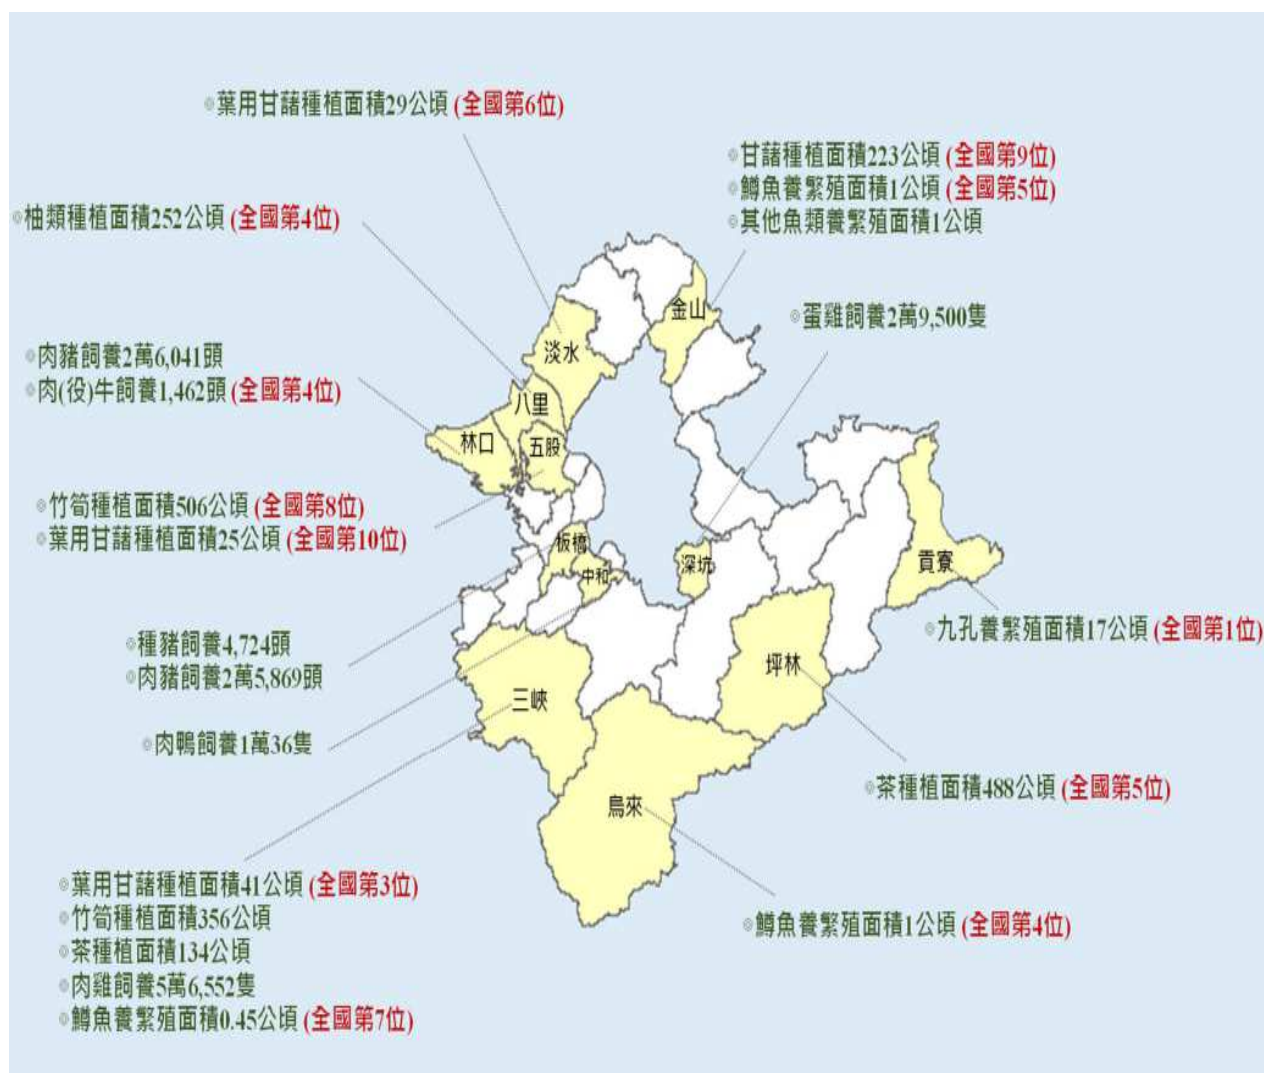 ◎葉用甘藷種植面積29公頃 (全國第6位)
◎甘藷種植面積223公頃 (全國第9位)
◎鱒魚養繁殖面積1公頃 (全國第5位)
◎其他魚類養繁殖面積1公頃
◎柚類種植面積252公頃 (全國第4位)
金山
◎蛋雞飼養2萬9,500隻
淡水
◎肉豬飼養2萬6,041頭
◎肉(役)牛飼養1,462頭 (全國第4位)
八里
林口
五股
◎竹筍種植面積506公頃 (全國第8位)
◎葉用甘藷種植面積25公頃 (全國第10位)
板橋
中和
深坑
貢寮
◎九孔養繁殖面積17公頃 (全國第1位)
◎種豬飼養4,724頭
◎肉豬飼養2萬5,869頭
坪林
三峽
◎肉鴨飼養1萬36隻
◎茶種植面積488公頃 (全國第5位)
烏來
◎葉用甘藷種植面積41公頃 (全國第3位)
◎竹筍種植面積356公頃
◎茶種植面積134公頃
◎肉雞飼養5萬6,552隻
◎鱒魚養繁殖面積0.45公頃 (全國第7位)
◎鱒魚養繁殖面積1公頃 (全國第4位)